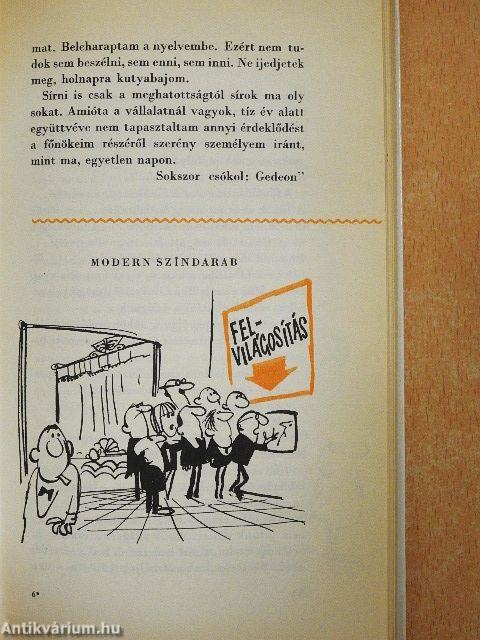 mat. Beleharaptam a nyelvembe. Ezért nem tu-
dok sem beszélni, sem enni, sem inni. Ne ijedjetek
meg, holnapra kutyabajom.
Sírni is csak a meghatottságtól sírok ma oly
sokat. Amióta a vállalatnál vagyok, tíz év alatt
együttvéve nem tapasztaltam annyi érdeklődést
a főnökeim részéről szerény személyem iránt,
mint ma, egyetlen napon.
Sokszor csókol: Gedeon"
MODERN SZÍNDARAB
FEL-
VILÁGOSÍTÁS
6*
Antikvárium.hu